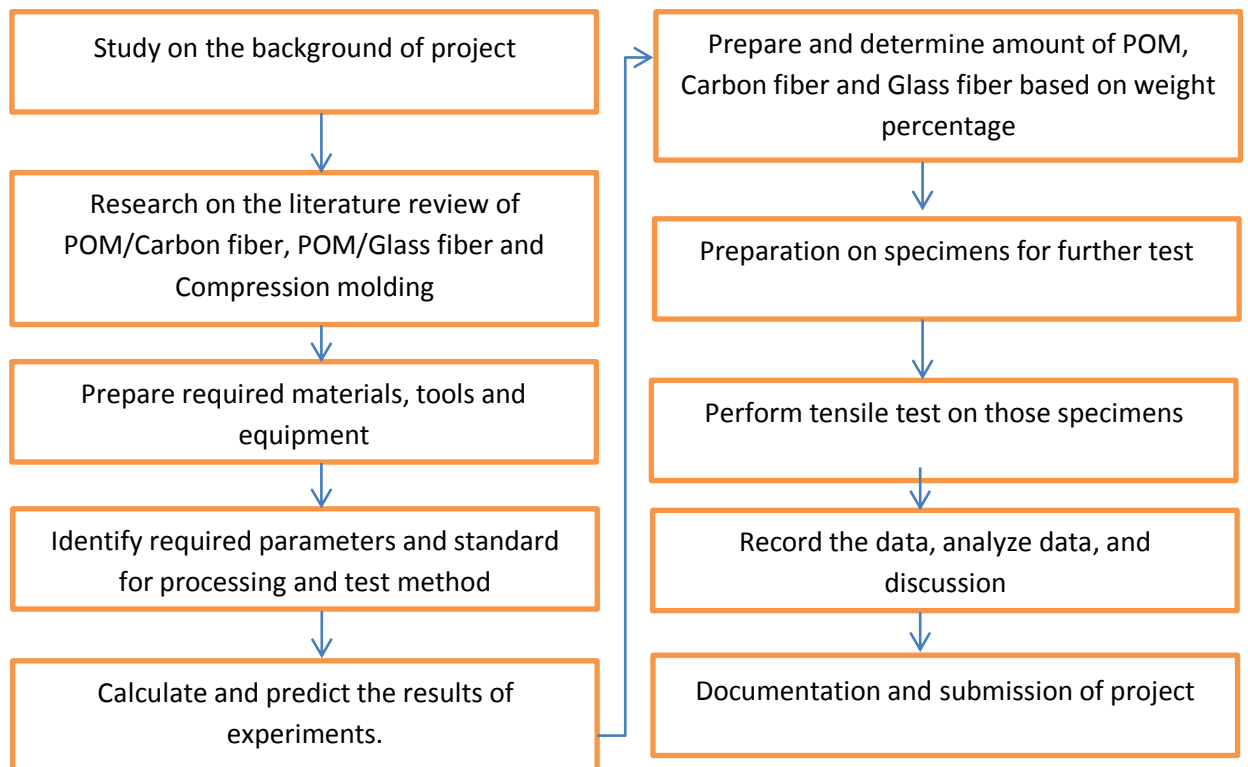 Study on the background of project
Research on the literature review of
POM/Carbon fiber, POM/Glass fiber and
Compression molding
Prepare required materials, tools and
equipment
Identify required parameters and standard
for processing and test method
Calculate and predict the results of
experiments.
Prepare and determine amount of POM,
Carbon fiber and Glass fiber based on weight
percentage
Preparation on specimens for further test
Perform tensile test on those specimens
Record the data, analyze data, and
discussion
Documentation and submission of project